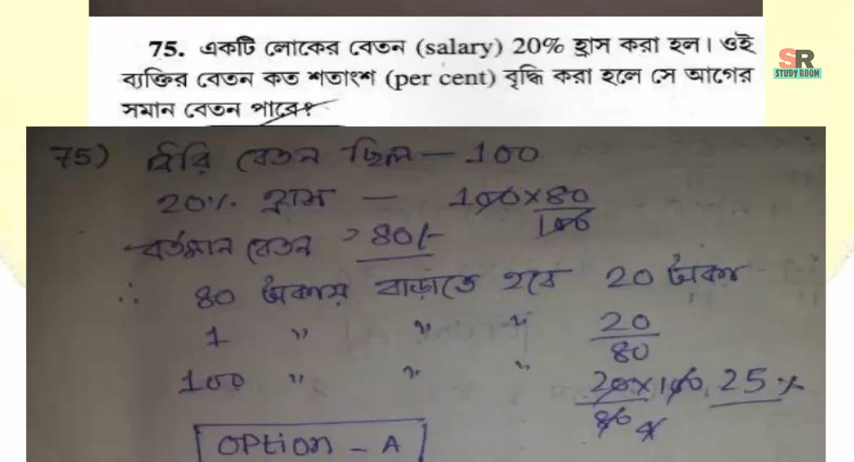 75. একটি লোকের বেতন (salary) 20% হ্রাস করা হল। ওই
ব্যক্তির বেতন কত শতাংশ (per cent) বৃদ্ধি করা হলে সে আগের
সমান বেতন পাবে?
SR
STUDY ROOM
75) ধরি বেতন ছিল — 100
20% হ্রাস — 100×80
100
বর্তমান বেতন > 80/-
∴ 80 টাকায় বাড়াতে হবে 20 টাকা
1 " " " 20
80
100 " " " 20×100, 25%
80 4
Option - A